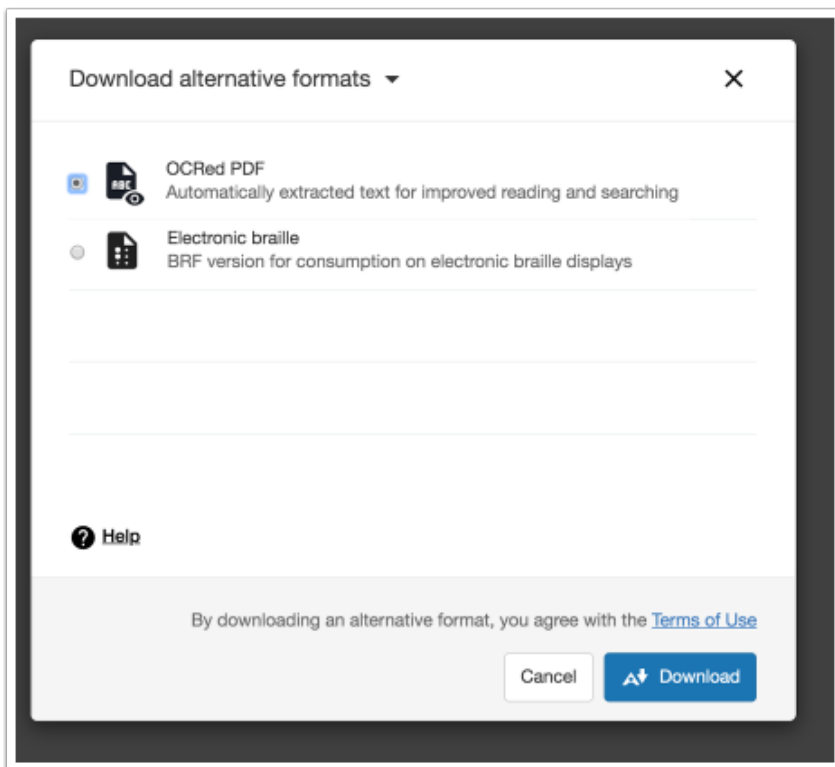 Download alternative formats
OCRed PDF
ABC
Automatically extracted text for improved reading and searching
Electronic braille
BRF version for consumption on electronic braille displays
? Help
By downloading an alternative format, you agree with the Terms of Use
Cancel
A Download